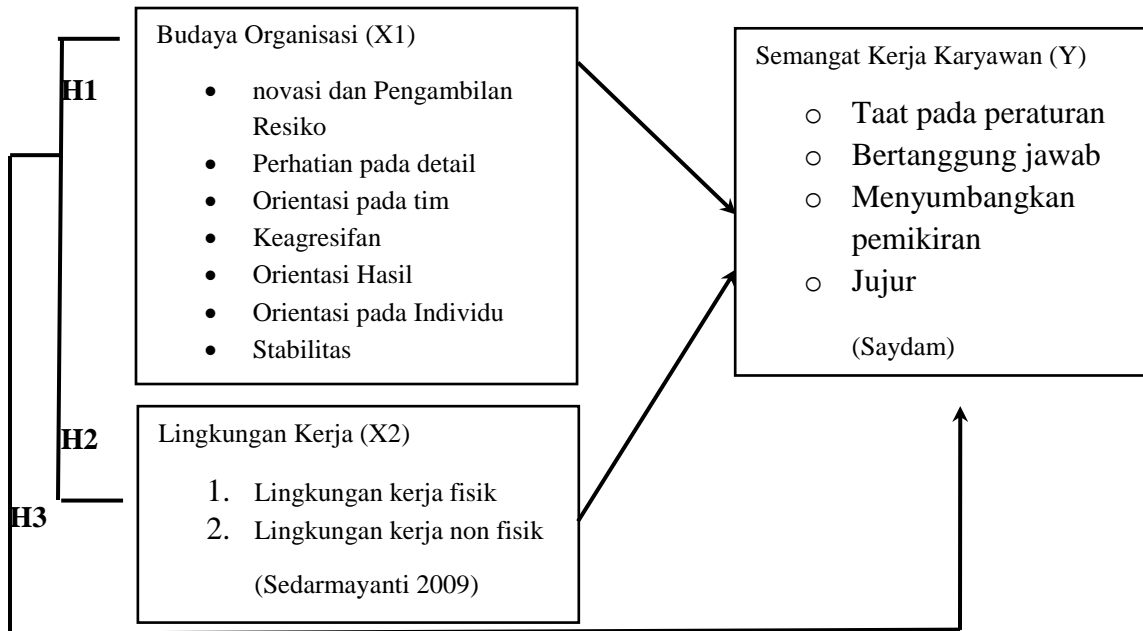 Budaya Organisasi (X1)
• novasi dan Pengambilan
Resiko
• Perhatian pada detail
• Orientasi pada tim
• Keagresifan
• Orientasi Hasil
• Orientasi pada Individu
• Stabilitas
H1
H2
H3
Lingkungan Kerja (X2)
1. Lingkungan kerja fisik
2. Lingkungan kerja non fisik
(Sedarmayanti 2009)
Semangat Kerja Karyawan (Y)
o Taat pada peraturan
o Bertanggung jawab
o Menyumbangkan
pemikiran
o Jujur
(Saydam)